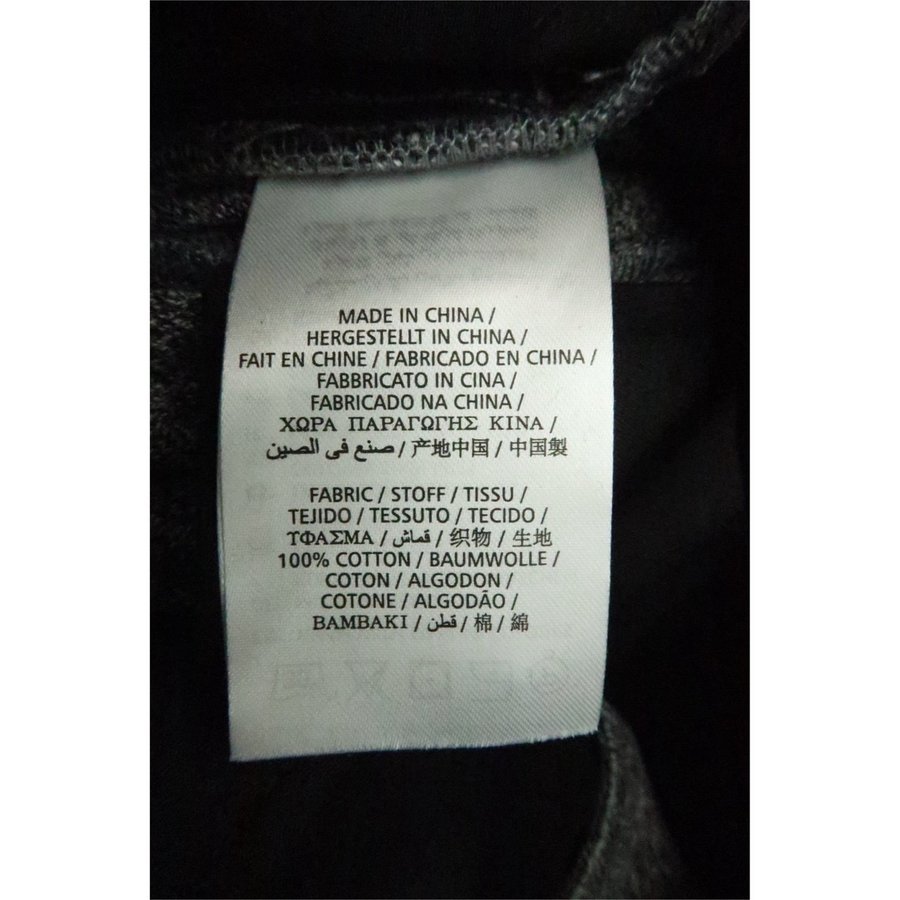 MADE IN CHINA /
HERGESTELLT IN CHINA /
FAIT EN CHINE / FABRICADO EN CHINA /
FABBRICATO IN CINA /
FABRICADO NA CHINA /
ΧΩΡΑ ΠΑΡΑΓΩΓΗΣ ΚΙΝΑ /
صنع في الصين / 产地中国 / 中国製
FABRIC / STOFF / TISSU /
TEJIDO / TESSUTO / TECIDO /
ΤΦΑΣΜΑ / قماش / 织物 / 生地
100% COTTON / BAUMWOLLE /
COTON / ALGODON /
COTONE / ALGODÃO /
BAMBAKI / قطن / 棉 / 綿